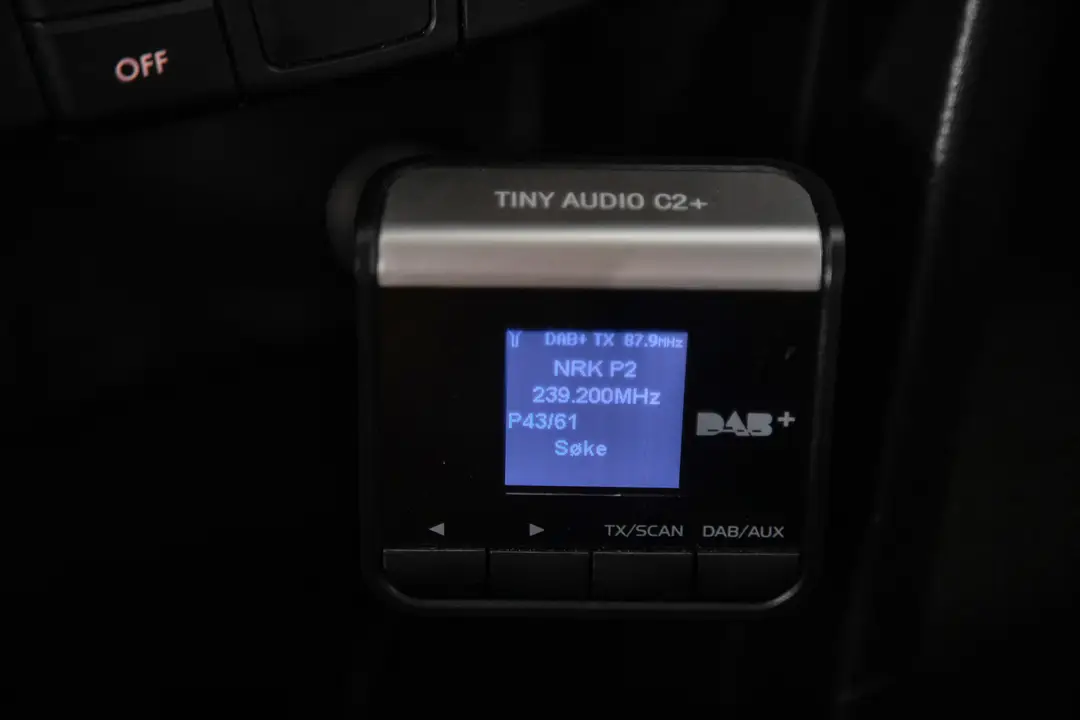 OFF
TINY AUDIO C2+
DAB+ TX 87.9MHz
NRK P2
239.200MHz
P43/61
Søke
DAB+
TX/SCAN DAB/AUX